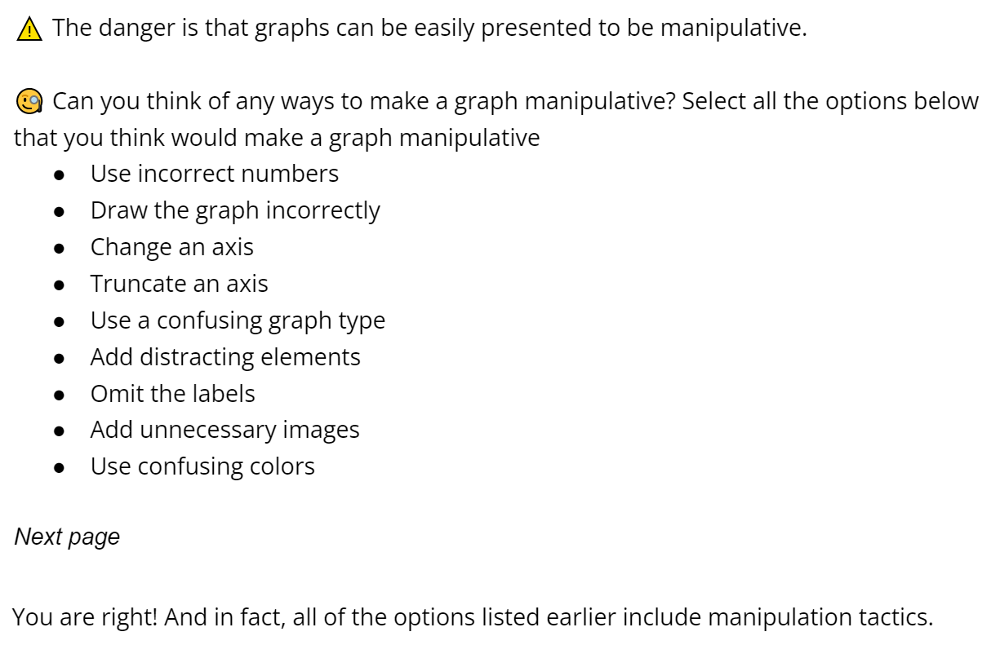 ⚠️ The danger is that graphs can be easily presented to be manipulative.
🧐 Can you think of any ways to make a graph manipulative? Select all the options below
that you think would make a graph manipulative
● Use incorrect numbers
● Draw the graph incorrectly
● Change an axis
● Truncate an axis
● Use a confusing graph type
● Add distracting elements
● Omit the labels
● Add unnecessary images
● Use confusing colors
Next page
You are right! And in fact, all of the options listed earlier include manipulation tactics.